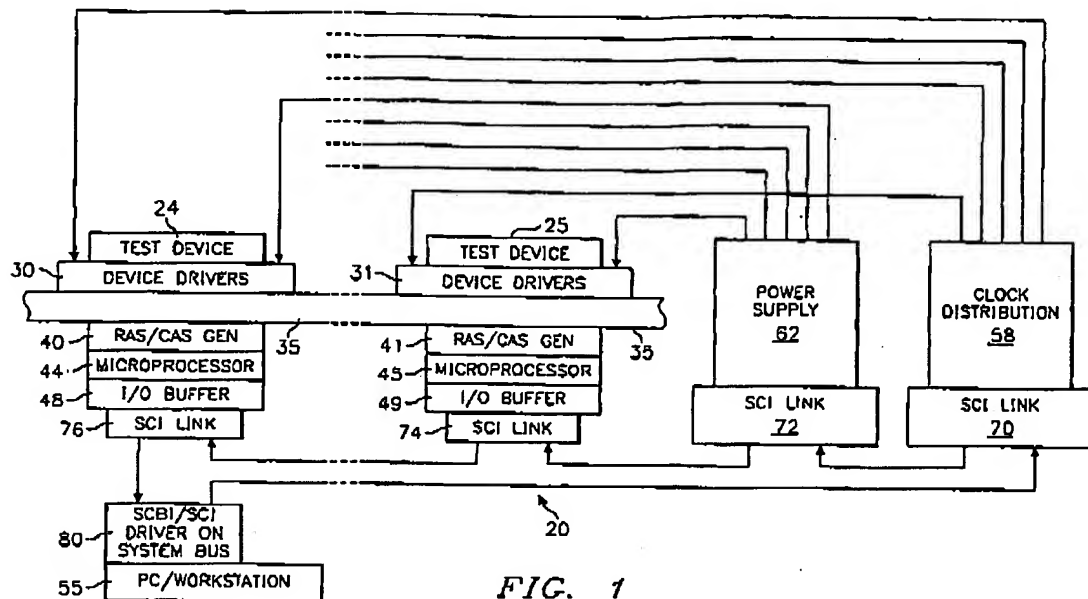 24
TEST DEVICE
30
DEVICE DRIVERS
25
TEST DEVICE
31
DEVICE DRIVERS
POWER
SUPPLY
62
CLOCK
DISTRIBUTION
58
35
35
40
RAS/CAS GEN
44
MICROPROCESSOR
48
I/O BUFFER
76
SCI LINK
41
RAS/CAS GEN
45
MICROPROCESSOR
49
I/O BUFFER
74
SCI LINK
SCI LINK
72
SCI LINK
70
20
80
SCBI/SCI
DRIVER ON
SYSTEM BUS
55
PC/WORKSTATION
FIG. 1